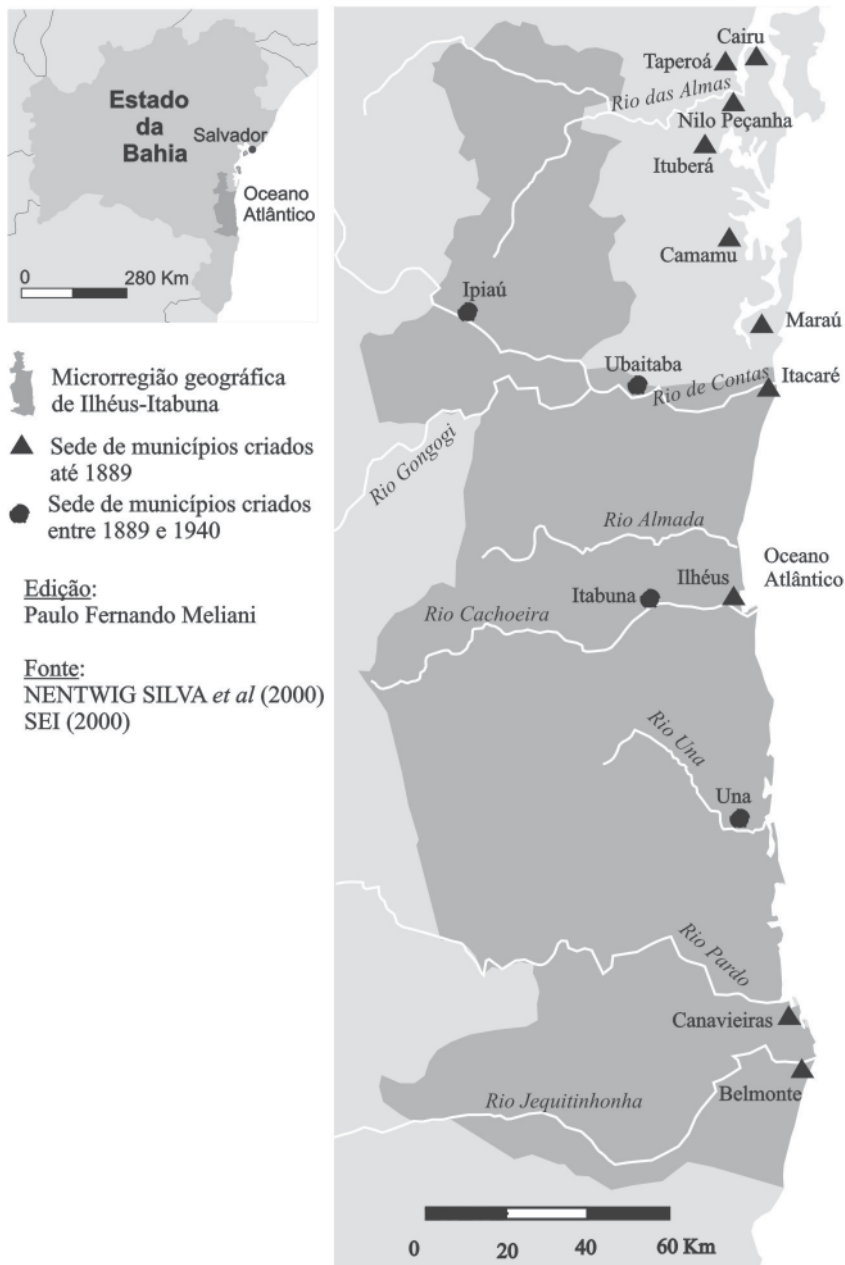 Estado
da
Bahia
Salvador
Oceano
Atlântico
0 280 Km
Microrregião geográfica
de Ilhéus-Itabuna
Sede de municípios criados
até 1889
Sede de municípios criados
entre 1889 e 1940
Edição:
Paulo Fernando Meliani
Fonte:
NENTWIG SILVA et al (2000)
SEI (2000)
Cairu
Taperoá
Rio das Almas
Nilo Peçanha
Ituberá
Camamu
Ipiaú
Maraú
Ubaitaba
Rio de Contas
Itacaré
Rio Gongogi
Rio Almada
Oceano
Atlântico
Ilhéus
Itabuna
Rio Cachoeira
Rio Una
Una
Rio Pardo
Canavieiras
Belmonte
Rio Jequitinhonha
0 20 40 60 Km